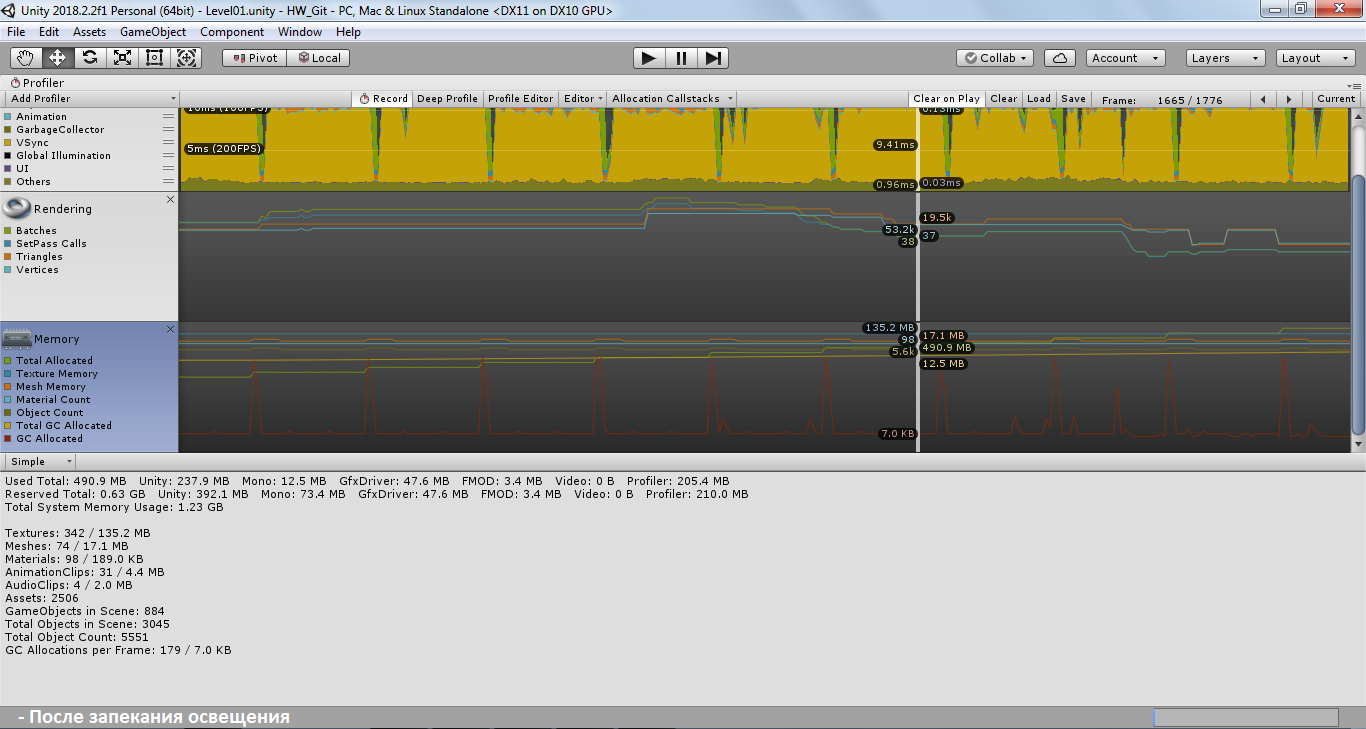 Unity 2018.2.2f1 Personal (64bit) - Level01.unity - HW_Git - PC, Mac & Linux Standalone <DX11 on DX10 GPU>
File Edit Assets GameObject Component Window Help
Pivot Local Collab Account Layers Layout
Profiler
Add Profiler Record Deep Profile Profile Editor Editor Allocation Callstacks Clear on Play Clear Load Save Frame: 1665 / 1776 Current
Animation
GarbageCollector
VSync
Global Illumination
UI
Others
10ms (100FPS)
5ms (200FPS)
9.41ms
0.96ms
0.13ms
0.03ms
Rendering
Batches
SetPass Calls
Triangles
Vertices
19.5k
53.2k
37
38
Memory
Total Allocated
Texture Memory
Mesh Memory
Material Count
Object Count
Total GC Allocated
GC Allocated
135.2 MB
17.1 MB
98
490.9 MB
5.6k
12.5 MB
7.0 KB
Simple
Used Total: 490.9 MB Unity: 237.9 MB Mono: 12.5 MB GfxDriver: 47.6 MB FMOD: 3.4 MB Video: 0 B Profiler: 205.4 MB
Reserved Total: 0.63 GB Unity: 392.1 MB Mono: 73.4 MB GfxDriver: 47.6 MB FMOD: 3.4 MB Video: 0 B Profiler: 210.0 MB
Total System Memory Usage: 1.23 GB
Textures: 342 / 135.2 MB
Meshes: 74 / 17.1 MB
Materials: 98 / 189.0 KB
AnimationClips: 31 / 4.4 MB
AudioClips: 4 / 2.0 MB
Assets: 2506
GameObjects in Scene: 884
Total Objects in Scene: 3045
Total Object Count: 5551
GC Allocations per Frame: 179 / 7.0 KB
- После запекания освещения